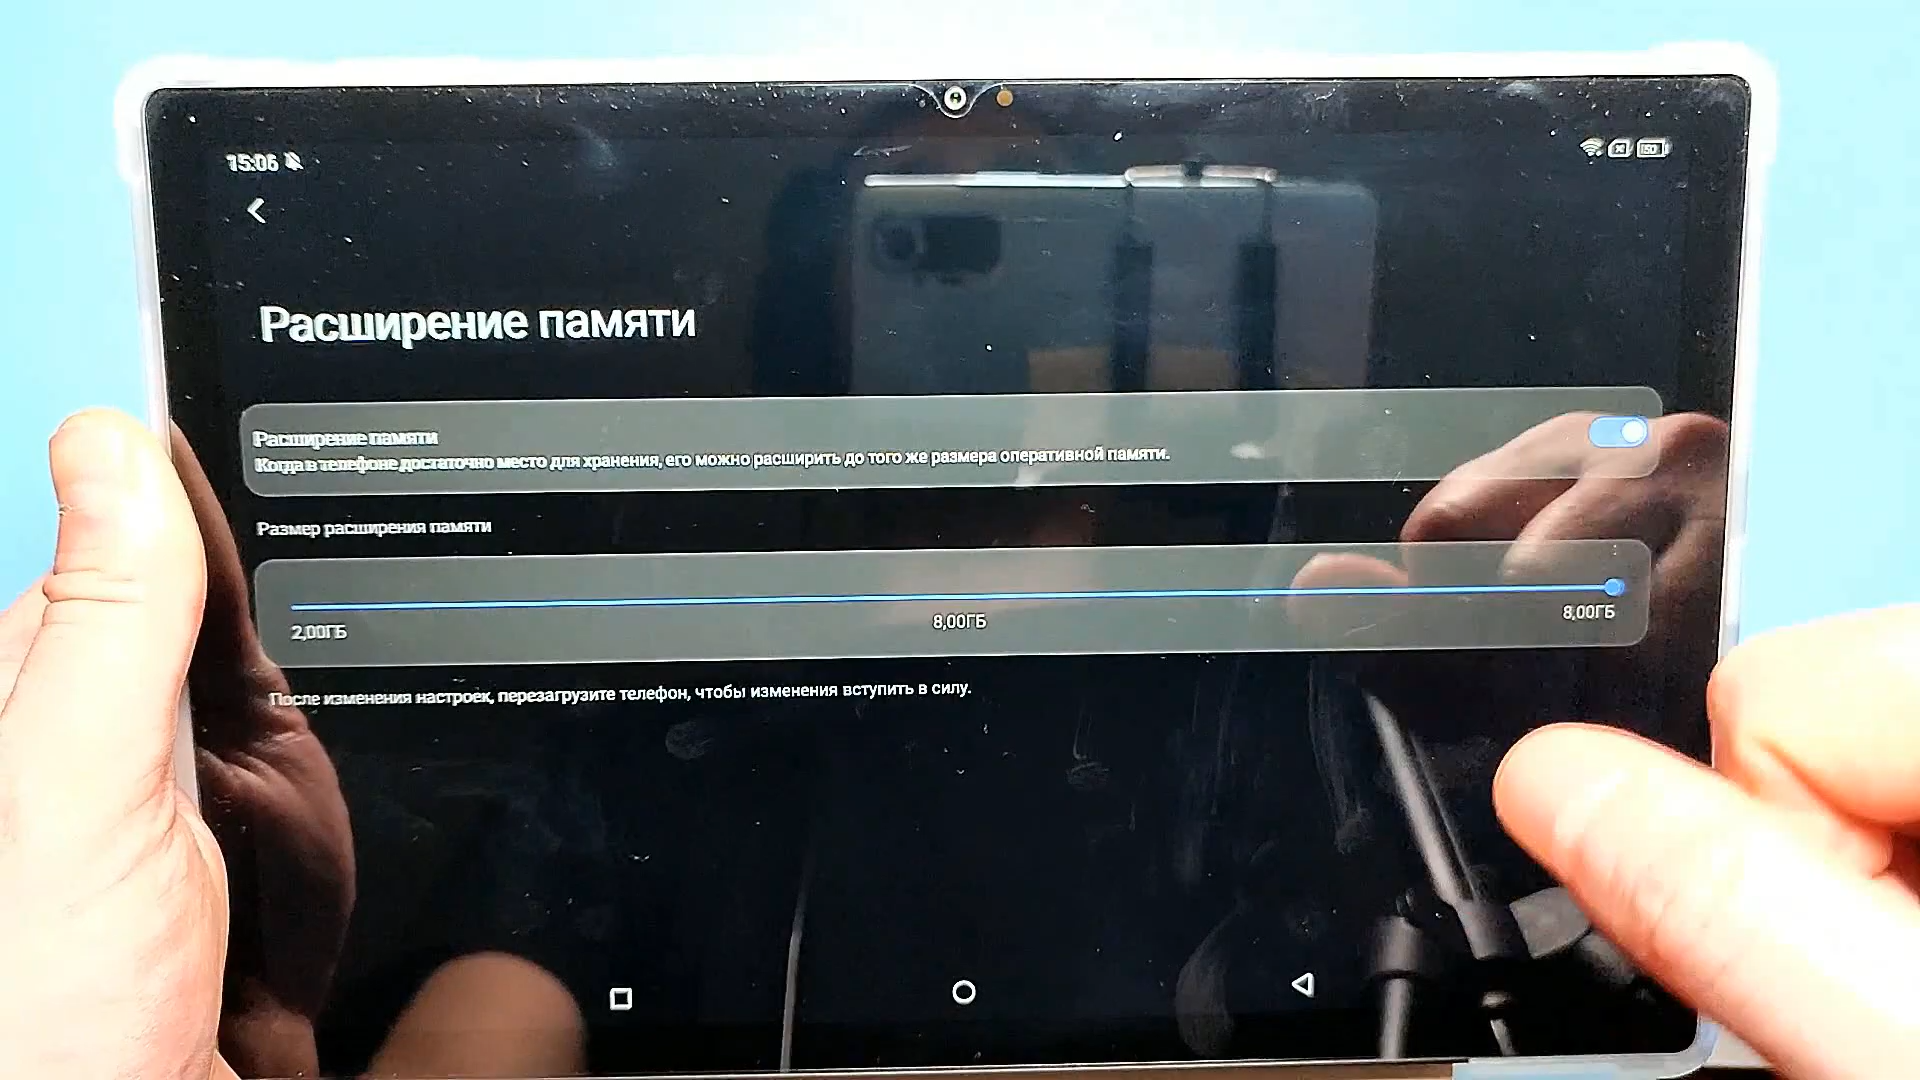 15:06
Расширение памяти
Расширение памяти
Когда в телефоне достаточно место для хранения, его можно расширить до того же размера оперативной памяти.
Размер расширения памяти
2,00ГБ
8,00ГБ
8,00ГБ
После изменения настроек, перезагрузите телефон, чтобы изменения вступить в силу.